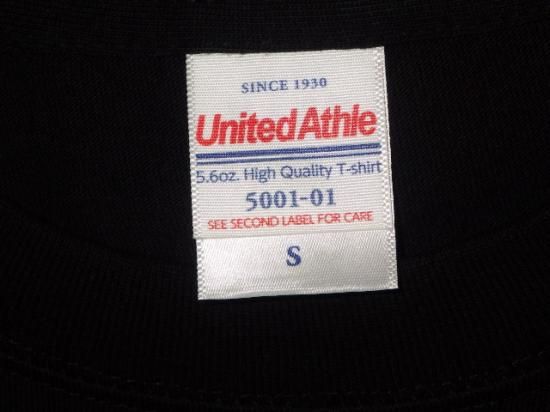 SINCE 1930
UnitedAthle
5.6oz. High Quality T-shirt
5001-01
SEE SECOND LABEL FOR CARE
S